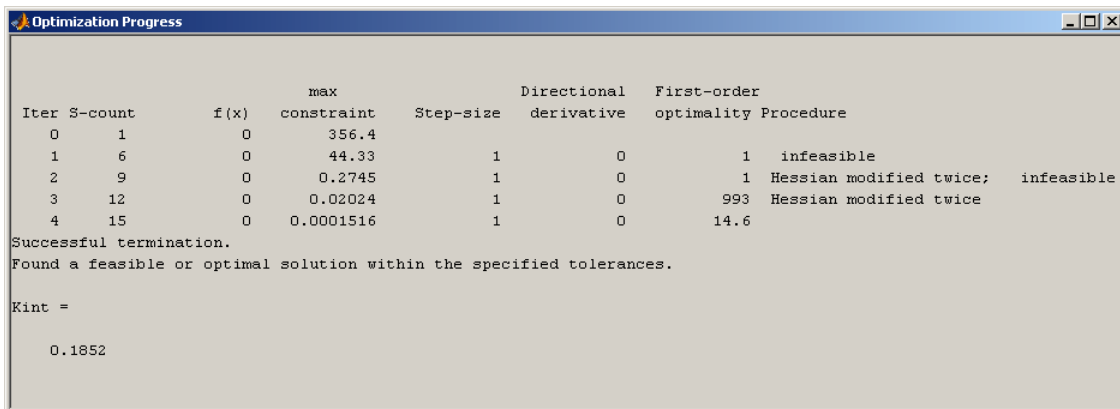 Optimization Progress
max Directional First-order
Iter S-count f(x) constraint Step-size derivative optimality Procedure
0 1 0 356.4
1 6 0 44.33 1 0 1 infeasible
2 9 0 0.2745 1 0 1 Hessian modified twice; infeasible
3 12 0 0.02024 1 0 993 Hessian modified twice
4 15 0 0.0001516 1 0 14.6
Successful termination.
Found a feasible or optimal solution within the specified tolerances.
Kint =
0.1852